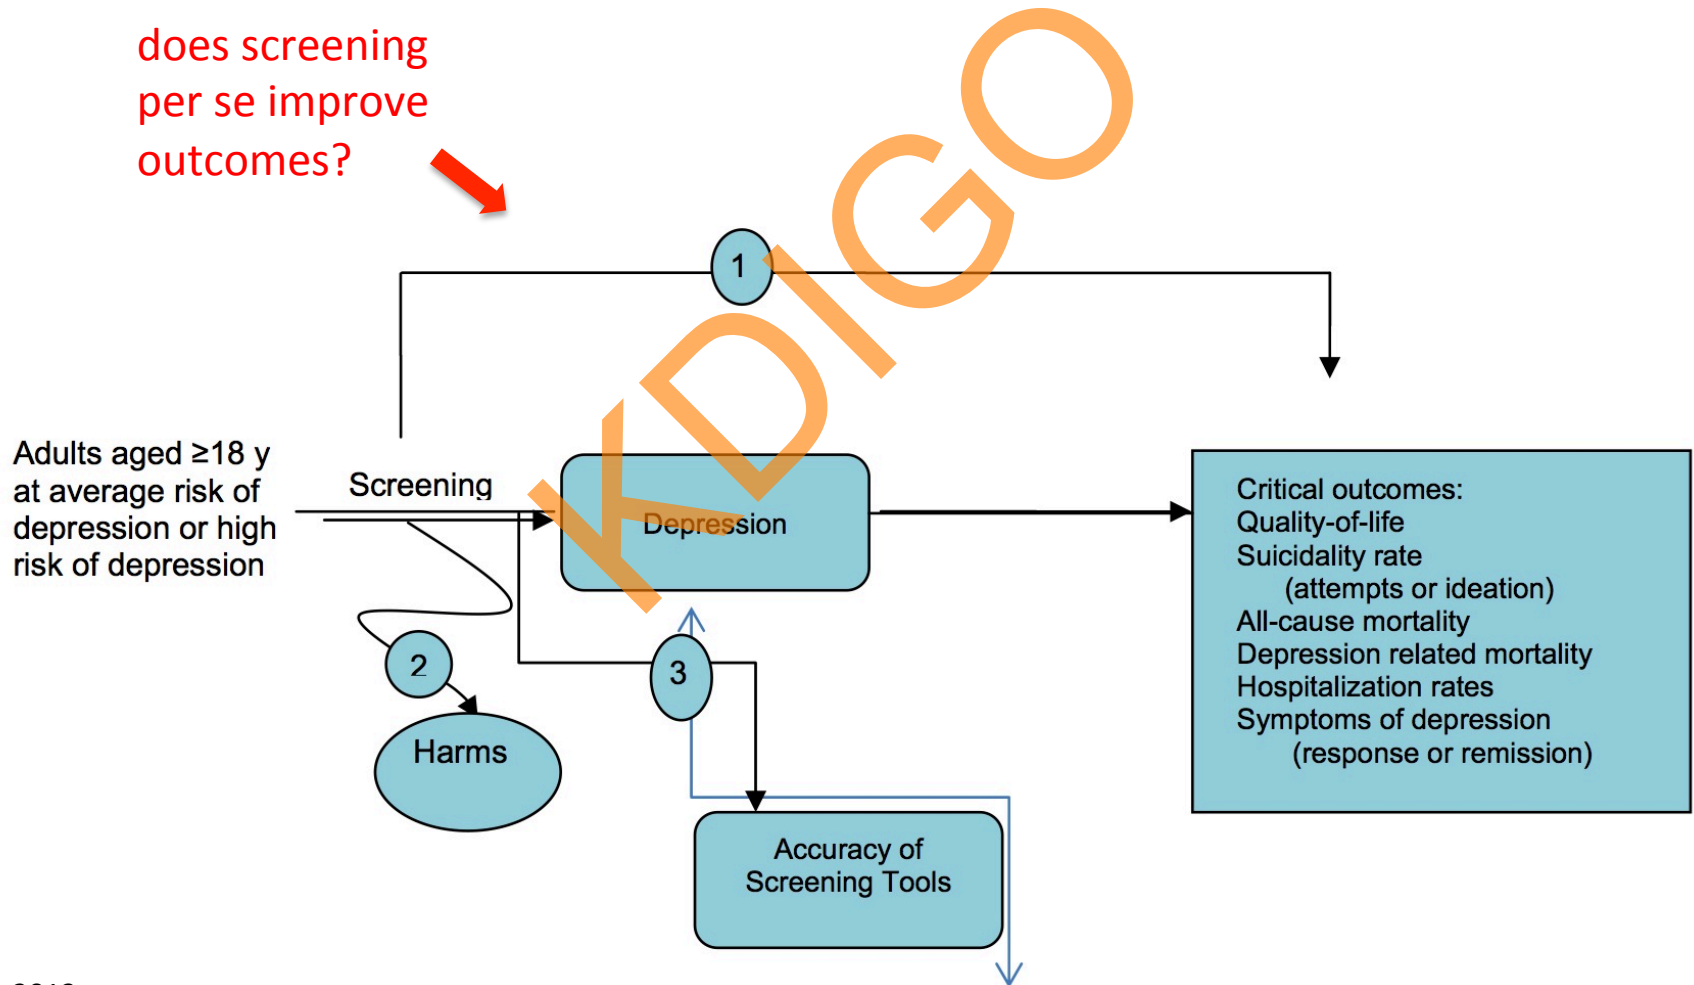 does screening
per se improve
outcomes?
KDIGO
1
Adults aged ≥18 y
at average risk of
depression or high
risk of depression
Screening
Depression
Critical outcomes:
Quality-of-life
Suicidality rate
(attempts or ideation)
All-cause mortality
Depression related mortality
Hospitalization rates
Symptoms of depression
(response or remission)
2
3
Harms
Accuracy of
Screening Tools